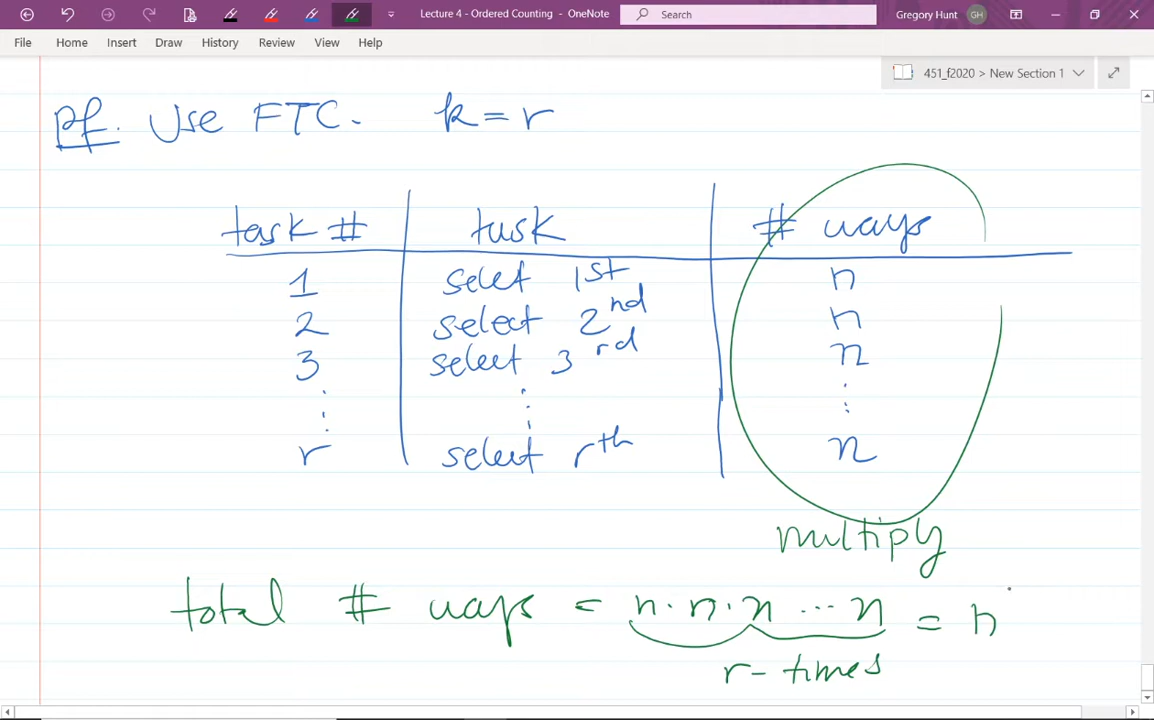 Lecture 4 - Ordered Counting - OneNote
Search
Gregory Hunt GH
File Home Insert Draw History Review View Help
451_f2020 > New Section 1
pf. Use FTC. k = r
task # task # ways
1 selet 1st n
2 select 2nd n
3 select 3rd n
⋮ ⋮ ⋮
r select rth n
multiply
total # ways = n · n · n ··· n = n
r - times